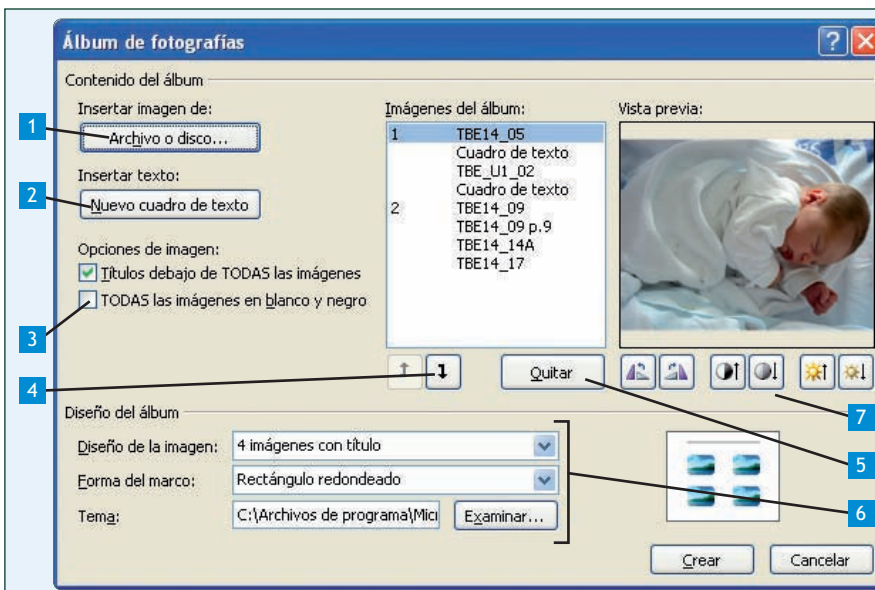 Álbum de fotografías
Contenido del álbum
Insertar imagen de:
1
Archivo o disco...
Insertar texto:
2
Nuevo cuadro de texto
Opciones de imagen:
Títulos debajo de TODAS las imágenes
TODAS las imágenes en blanco y negro
3
Imágenes del álbum:
1 TBE14_05
Cuadro de texto
TBE_U1_02
Cuadro de texto
2 TBE14_09
TBE14_09 p.9
TBE14_14A
TBE14_17
Vista previa:
4
Quitar
7
5
Diseño del álbum
Diseño de la imagen: 4 imágenes con título
Forma del marco: Rectángulo redondeado
Tema: C:\Archivos de programa\Micr Examinar...
6
Crear Cancelar